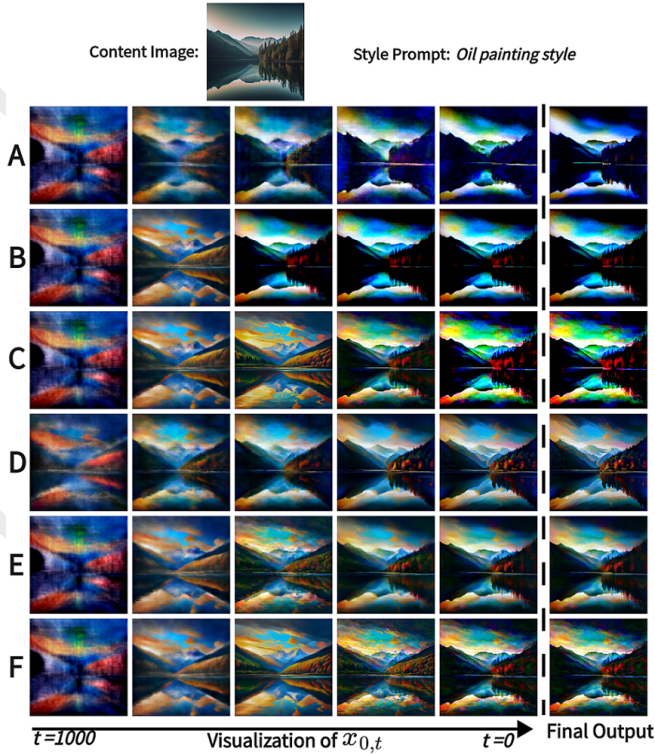 Content Image:
Style Prompt: Oil painting style
A
B
C
D
E
F
t=1000
Visualization of x0,t
t=0
Final Output